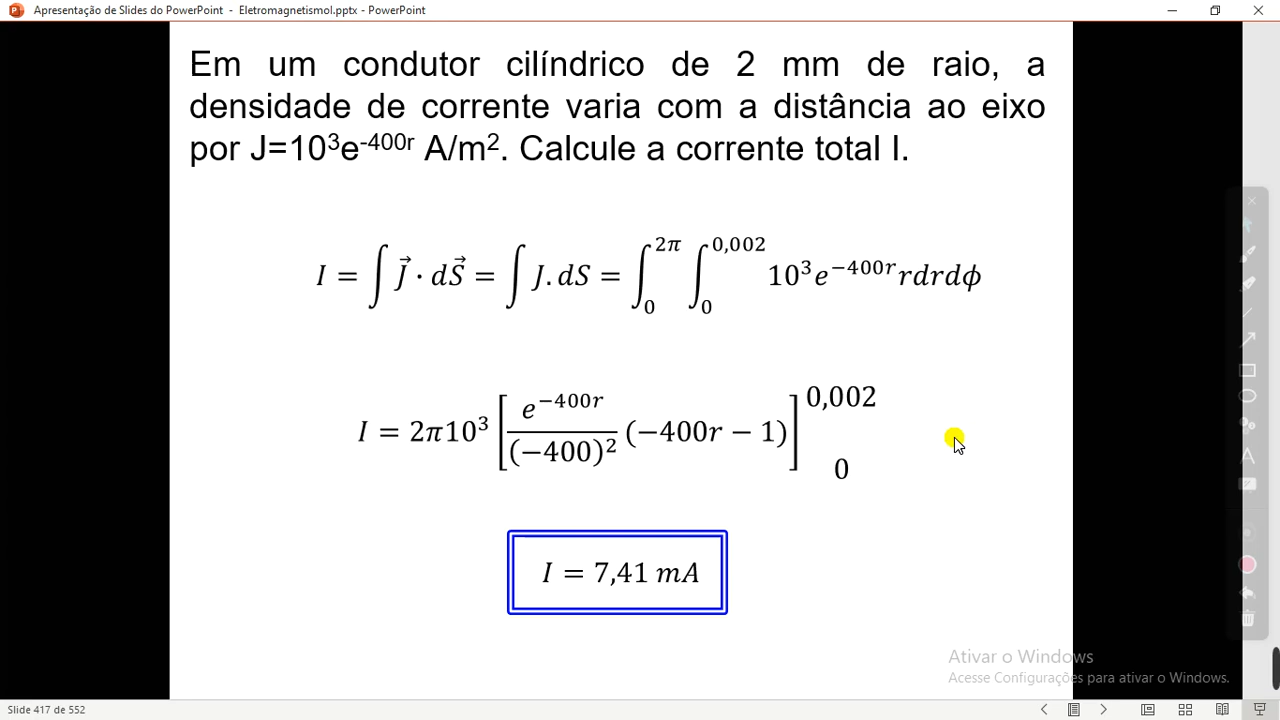 Apresentação de Slides do PowerPoint - Eletromagnetismol.pptx - PowerPoint
Em um condutor cilíndrico de 2 mm de raio, a
densidade de corrente varia com a distância ao eixo
por J=10³e⁻⁴⁰⁰ʳ A/m². Calcule a corrente total I.
I = ∫ J⃗ · dS⃗ = ∫ J. dS = ∫₀^{2π} ∫₀^{0,002} 10³e^{−400r}rdrdϕ
I = 2π10³ [e^{−400r}/(−400)² (−400r − 1)]₀^{0,002}
I = 7,41 mA
Ativar o Windows
Acesse Configurações para ativar o Windows.
Slide 417 de 552